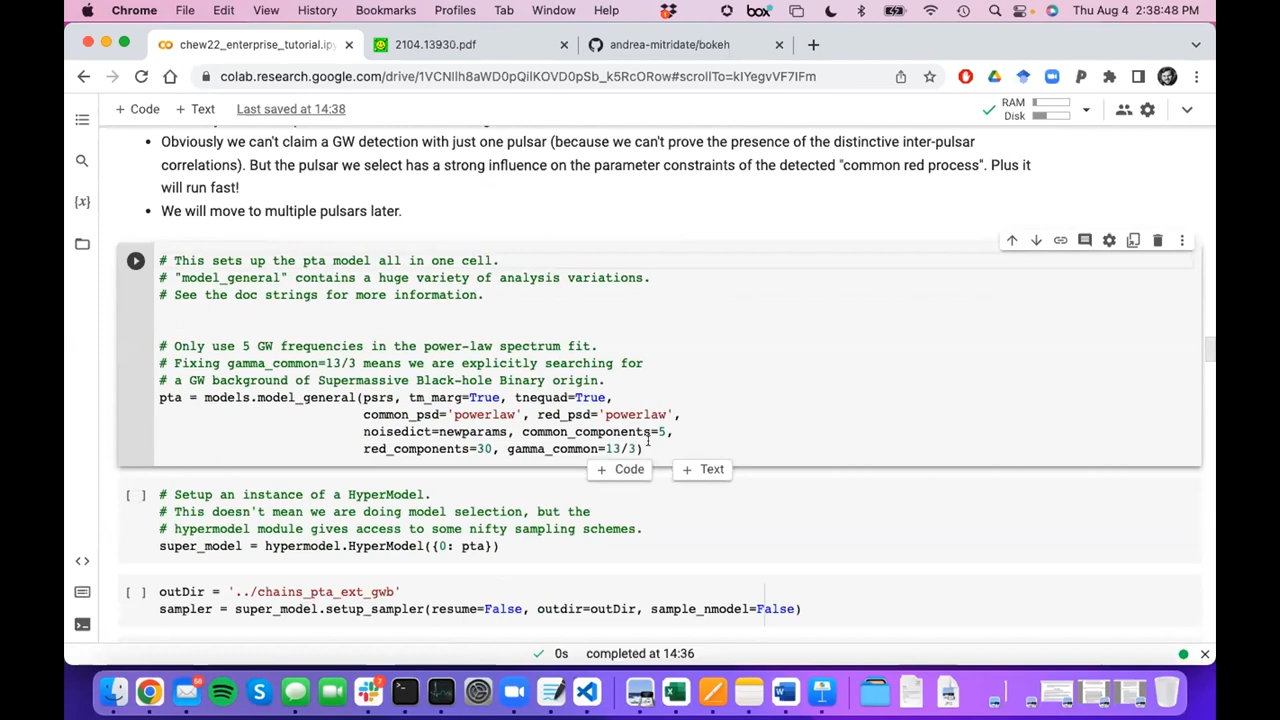 Chrome File Edit View History Bookmarks Profiles Tab Window Help box Thu Aug 4 2:38:48 PM
chew22_enterprise_tutorial.ip 2104.13930.pdf andrea-mitridate/bokeh
colab.research.google.com/drive/1VCNIlh8aWD0pQilKOVD0pSb_k5RcORow#scrollTo=kIYegvVF7IFm
+ Code + Text Last saved at 14:38 RAM
Disk
Obviously we can't claim a GW detection with just one pulsar (because we can't prove the presence of the distinctive inter-pulsar
correlations). But the pulsar we select has a strong influence on the parameter constraints of the detected "common red process". Plus it
will run fast!
We will move to multiple pulsars later.
# This sets up the pta model all in one cell.
# "model_general" contains a huge variety of analysis variations.
# See the doc strings for more information.
# Only use 5 GW frequencies in the power-law spectrum fit.
# Fixing gamma_common=13/3 means we are explicitly searching for
# a GW background of Supermassive Black-hole Binary origin.
pta = models.model_general(psrs, tm_marg=True, tnequad=True,
common_psd='powerlaw', red_psd='powerlaw',
noisedict=newparams, common_components=5,
red_components=30, gamma_common=13/3)
+ Code + Text
[ ] # Setup an instance of a HyperModel.
# This doesn't mean we are doing model selection, but the
# hypermodel module gives access to some nifty sampling schemes.
super_model = hypermodel.HyperModel({0: pta})
[ ] outDir = '../chains_pta_ext_gwb'
sampler = super_model.setup_sampler(resume=False, outdir=outDir, sample_nmodel=False)
0s completed at 14:36